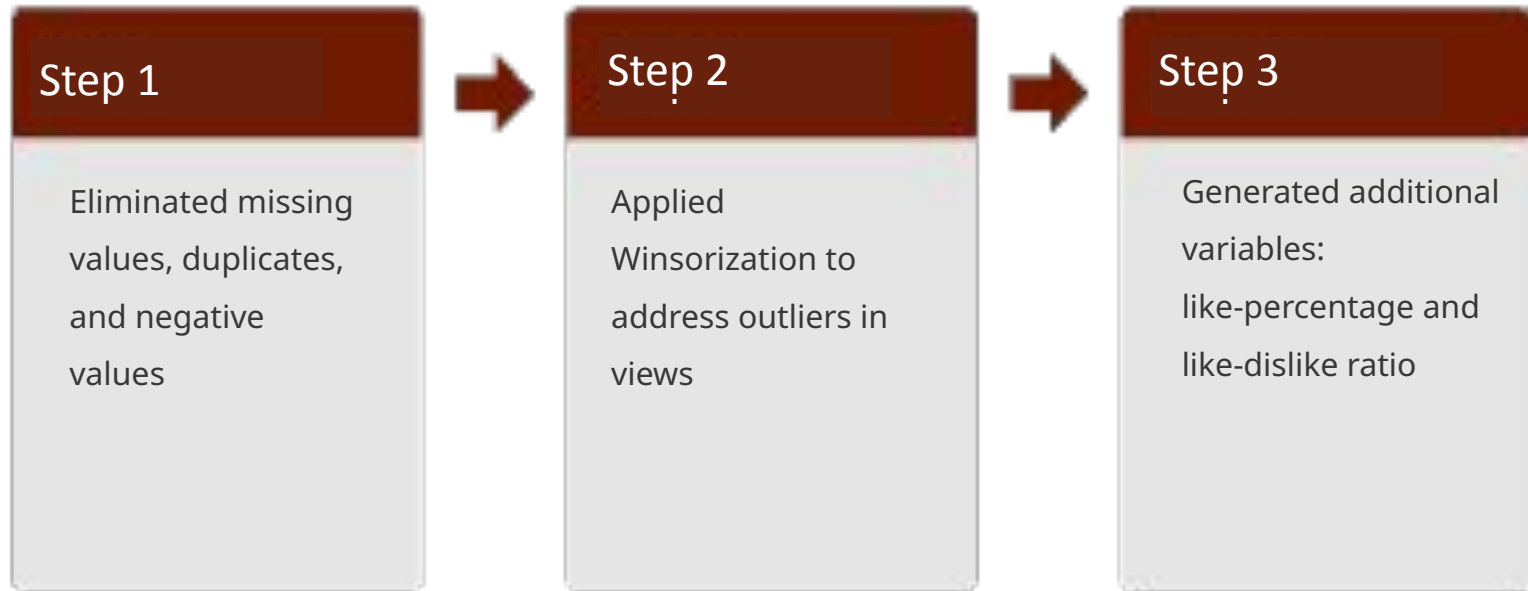 Step 1
Eliminated missing
values, duplicates,
and negative
values
Step 2
Applied
Winsorization to
address outliers in
views
Step 3
Generated additional
variables:
like-percentage and
like-dislike ratio